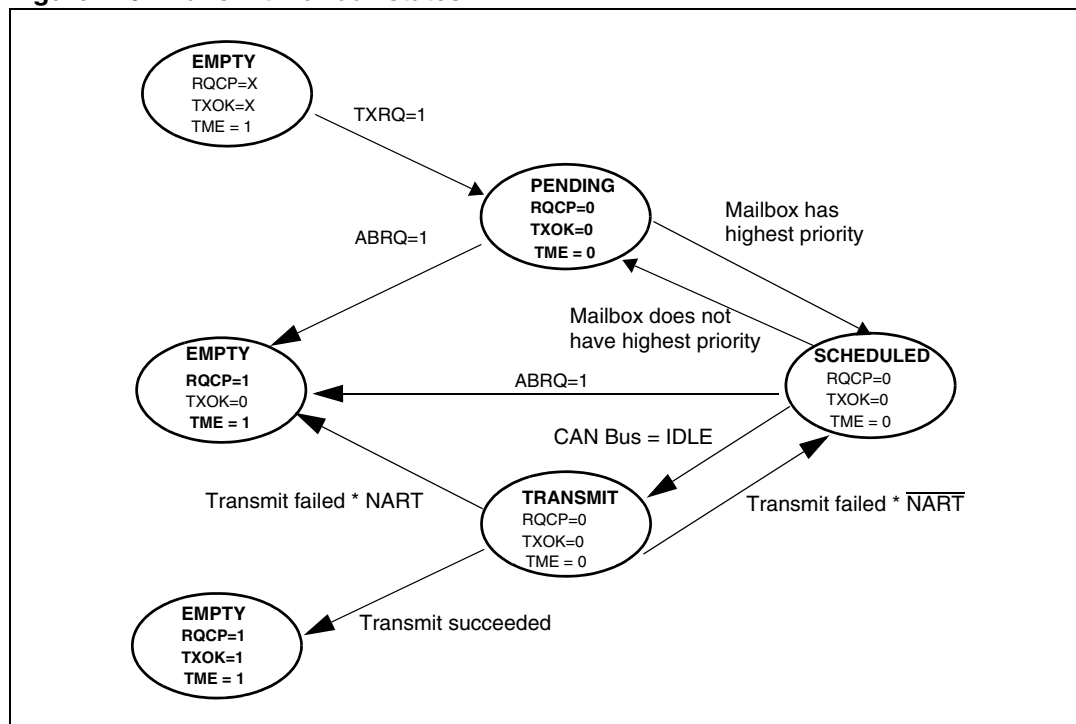 EMPTY
RQCP=X
TXOK=X
TME = 1
TXRQ=1
PENDING
RQCP=0
TXOK=0
TME = 0
Mailbox has
highest priority
ABRQ=1
Mailbox does not
have highest priority
EMPTY
RQCP=1
TXOK=0
TME = 1
SCHEDULED
RQCP=0
TXOK=0
TME = 0
ABRQ=1
CAN Bus = IDLE
Transmit failed * NART
TRANSMIT
RQCP=0
TXOK=0
TME = 0
Transmit failed * N̅A̅R̅T̅
EMPTY
RQCP=1
TXOK=1
TME = 1
Transmit succeeded